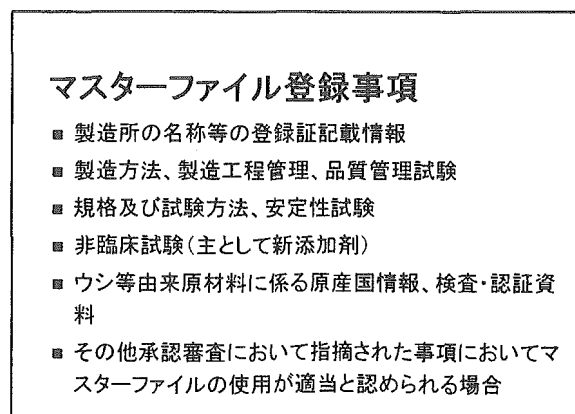 マスターファイル登録事項
■ 製造所の名称等の登録証記載情報
■ 製造方法、製造工程管理、品質管理試験
■ 規格及び試験方法、安定性試験
■ 非臨床試験(主として新添加剤)
■ ウシ等由来原材料に係る原産国情報、検査・認証資
料
■ その他承認審査において指摘された事項においてマ
スターファイルの使用が適当と認められる場合